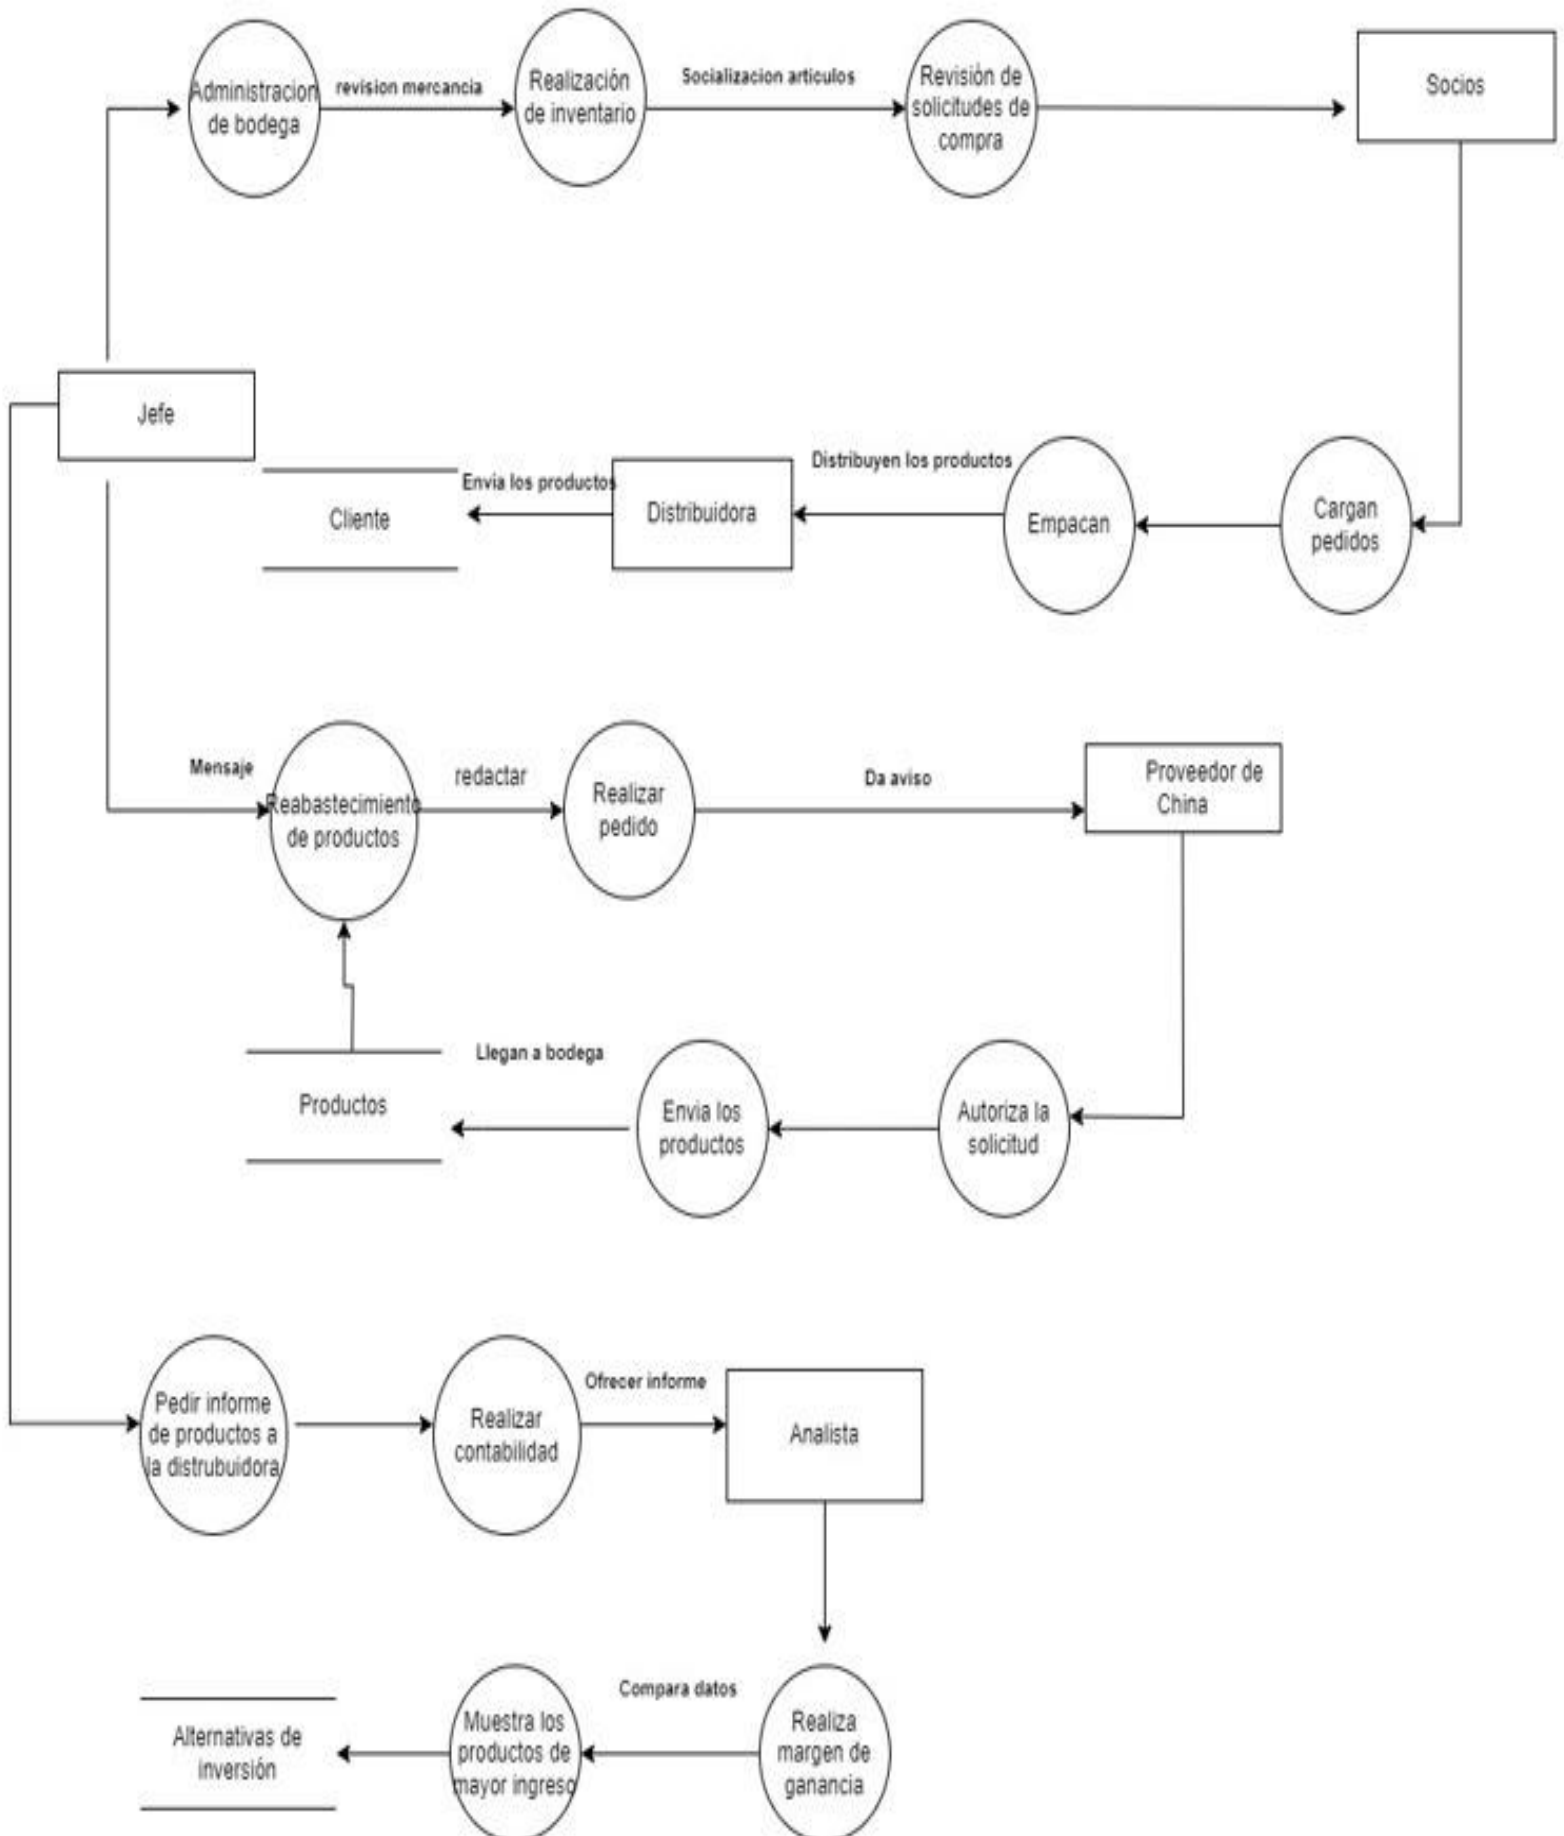 Administracion
de bodega
revision mercancia
Realización
de inventario
Socializacion articulos
Revisión de
solicitudes de
compra
Socios
Jefe
Cliente
Envia los productos
Distribuidora
Distribuyen los productos
Empacan
Cargan
pedidos
Mensaje
Reabastecimiento
de productos
redactar
Realizar
pedido
Da aviso
Proveedor de
China
Productos
Llegan a bodega
Envia los
productos
Autoriza la
solicitud
Pedir informe
de productos a
la distrubuidora
Realizar
contabilidad
Ofrecer informe
Analista
Alternativas de
inversión
Muestra los
productos de
mayor ingreso
Compara datos
Realiza
margen de
ganancia